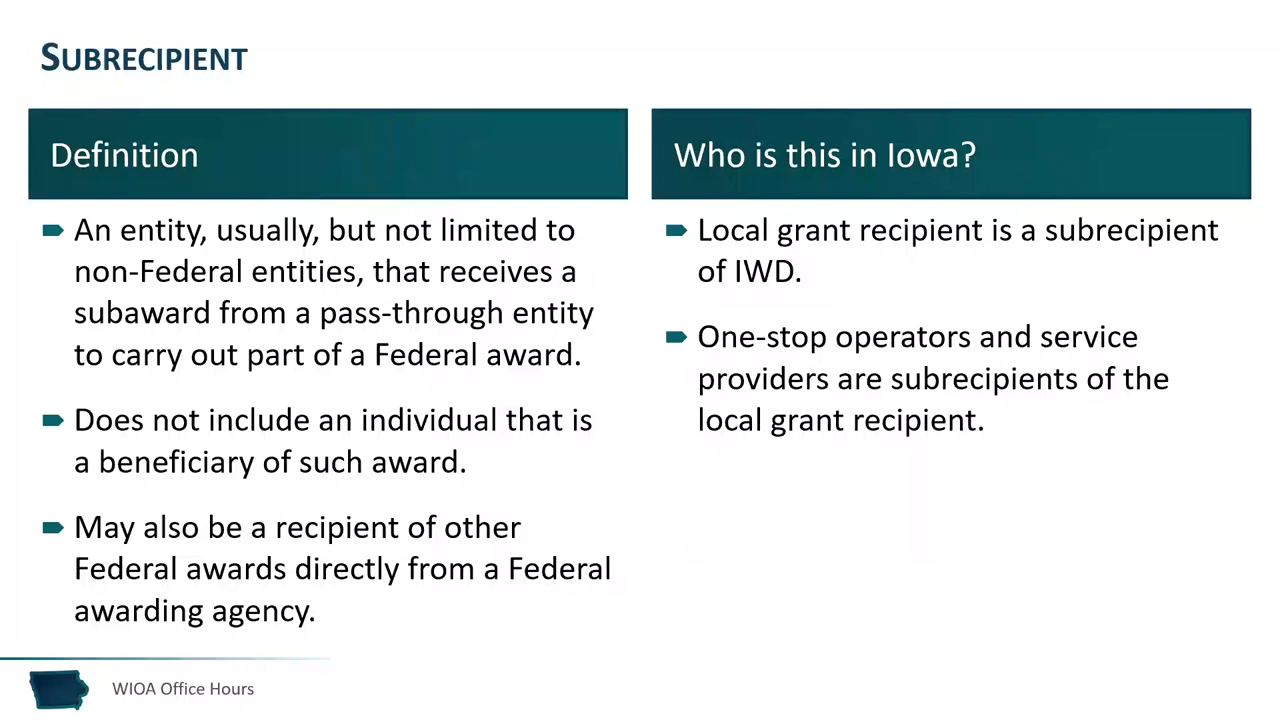 SUBRECIPIENT
Definition
An entity, usually, but not limited to
non-Federal entities, that receives a
subaward from a pass-through entity
to carry out part of a Federal award.
Does not include an individual that is
a beneficiary of such award.
May also be a recipient of other
Federal awards directly from a Federal
awarding agency.
Who is this in Iowa?
Local grant recipient is a subrecipient
of IWD.
One-stop operators and service
providers are subrecipients of the
local grant recipient.
WIOA Office Hours